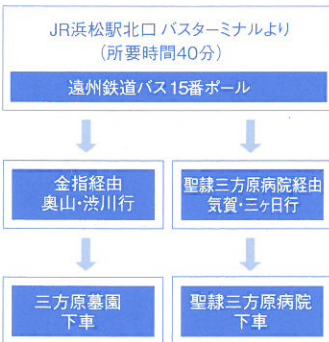 JR浜松駅北口 バスターミナルより
（所要時間40分）
遠州鉄道バス 15番ポール
金指経由
奥山・渋川行
聖隷三方原病院経由
気賀・三ヶ日行
三方原墓園
下車
聖隷三方原病院
下車